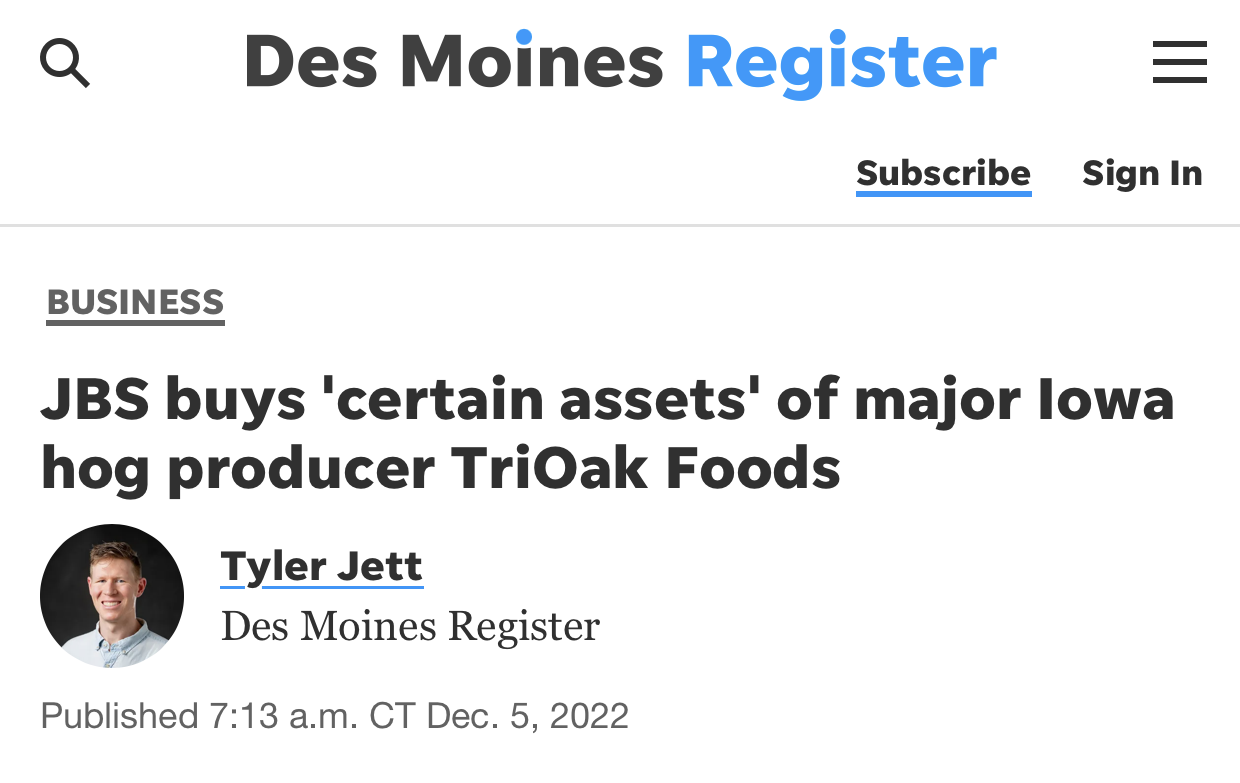 Des Moines Register
Subscribe Sign In
BUSINESS
JBS buys 'certain assets' of major Iowa
hog producer TriOak Foods
Tyler Jett
Des Moines Register
Published 7:13 a.m. CT Dec. 5, 2022